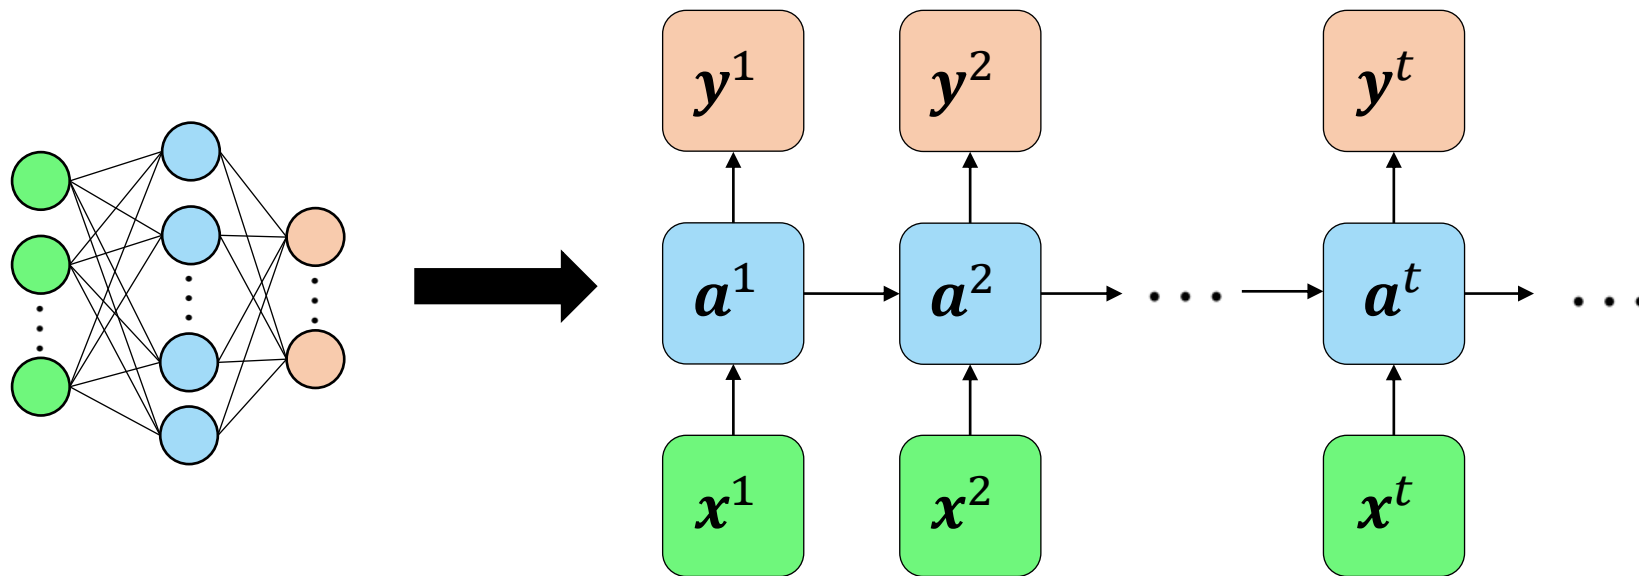 y¹ y² yᵗ
a¹ a² . . . aᵗ . . .
x¹ x² xᵗ